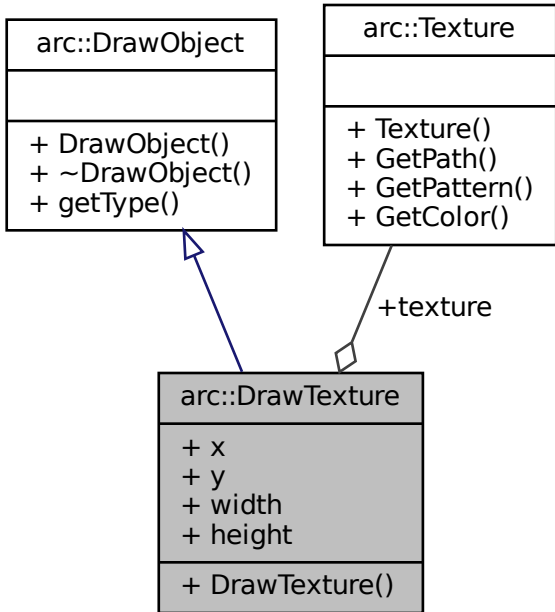 arc::DrawObject
+ DrawObject()
+ ~DrawObject()
+ getType()
arc::Texture
+ Texture()
+ GetPath()
+ GetPattern()
+ GetColor()
+texture
arc::DrawTexture
+ x
+ y
+ width
+ height
+ DrawTexture()